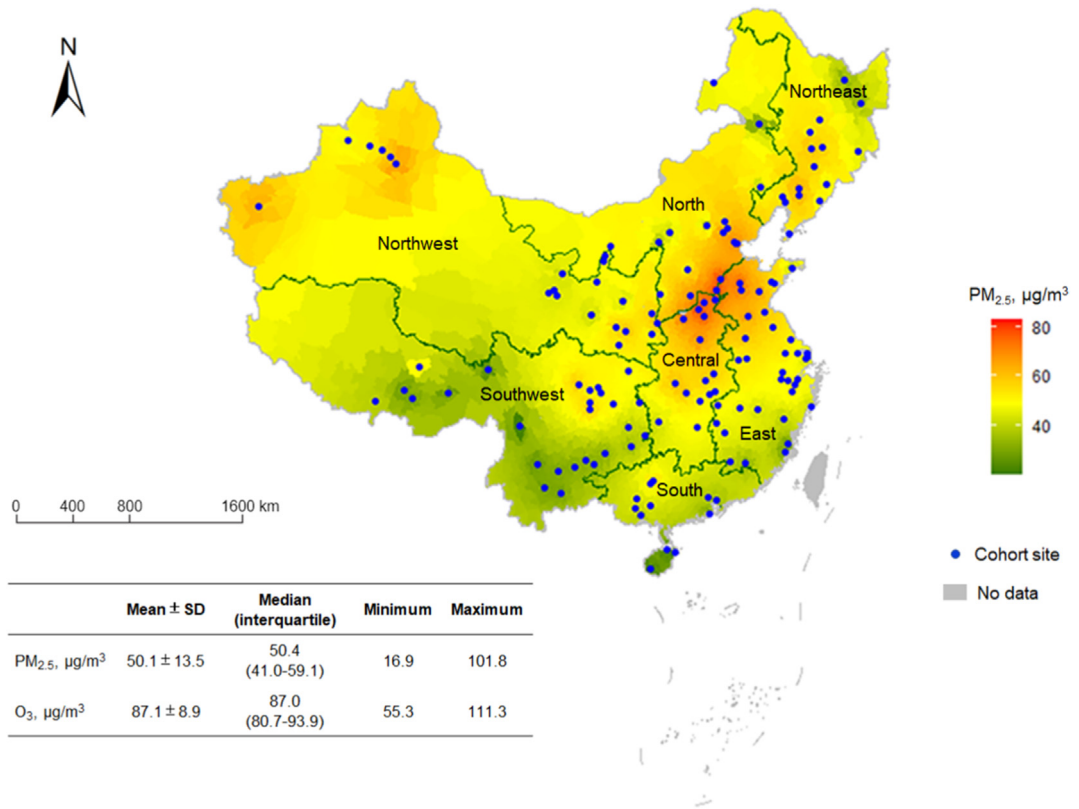 N
Northeast
North
Northwest
PM2.5, μg/m³
80
60
40
Central
Southwest
East
South
0 400 800 1600 km
Cohort site
No data
Mean ± SD Median (interquartile) Minimum Maximum
PM2.5, μg/m³ 50.1 ± 13.5 50.4 (41.0-59.1) 16.9 101.8
O3, μg/m³ 87.1 ± 8.9 87.0 (80.7-93.9) 55.3 111.3